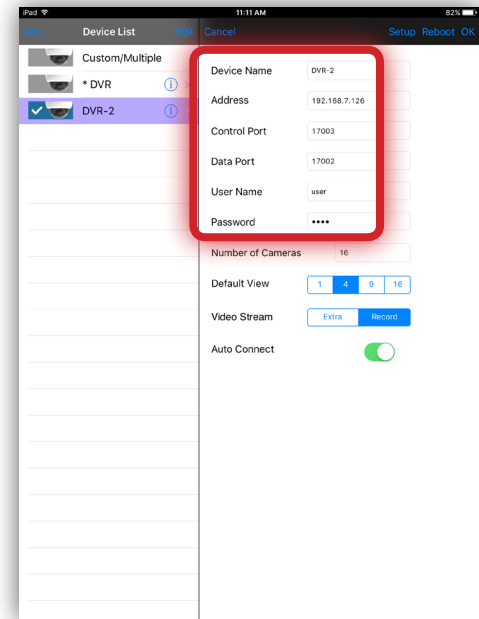 iPad 11:11 AM 82%
Add Device List Edit Cancel Setup Reboot OK
Custom/Multiple
* DVR
DVR-2
Device Name DVR-2
Address 192.168.7.126
Control Port 17003
Data Port 17002
User Name user
Password ••••
Number of Cameras 16
Default View 1 4 9 16
Video Stream Extra Record
Auto Connect